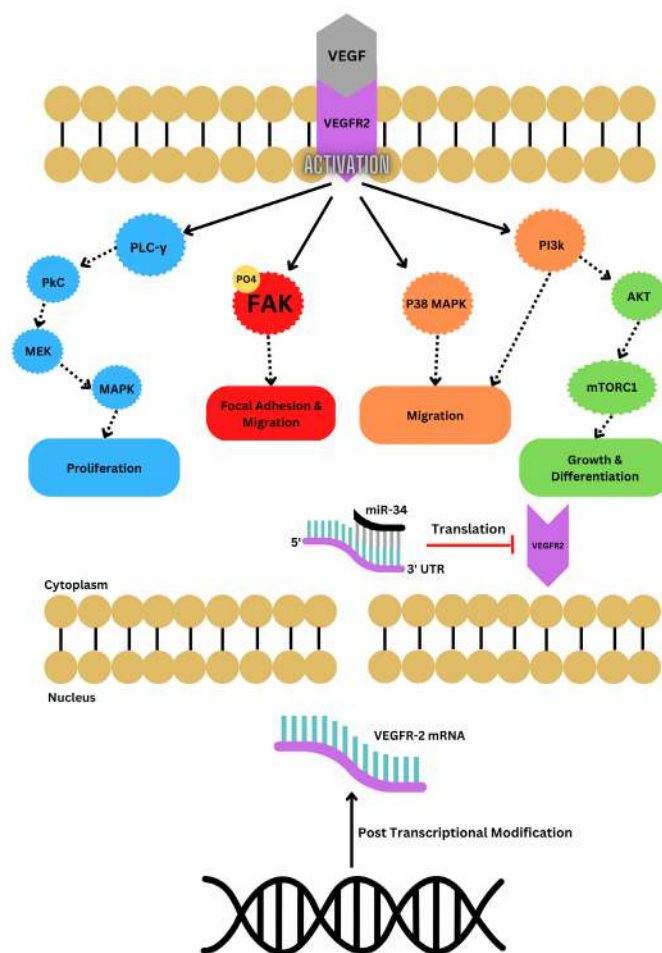 VEGF
VEGFR2
ACTIVATION
PLC-y
PI3k
PkC
PO4
FAK
P38 MAPK
AKT
MEK
MAPK
mTORC1
Focal Adhesion &
Migration
Migration
Proliferation
Growth &
Differentiation
miR-34
Translation
5'
VEGFR2
3' UTR
Cytoplasm
Nucleus
VEGFR-2 mRNA
Post Transcriptional Modification